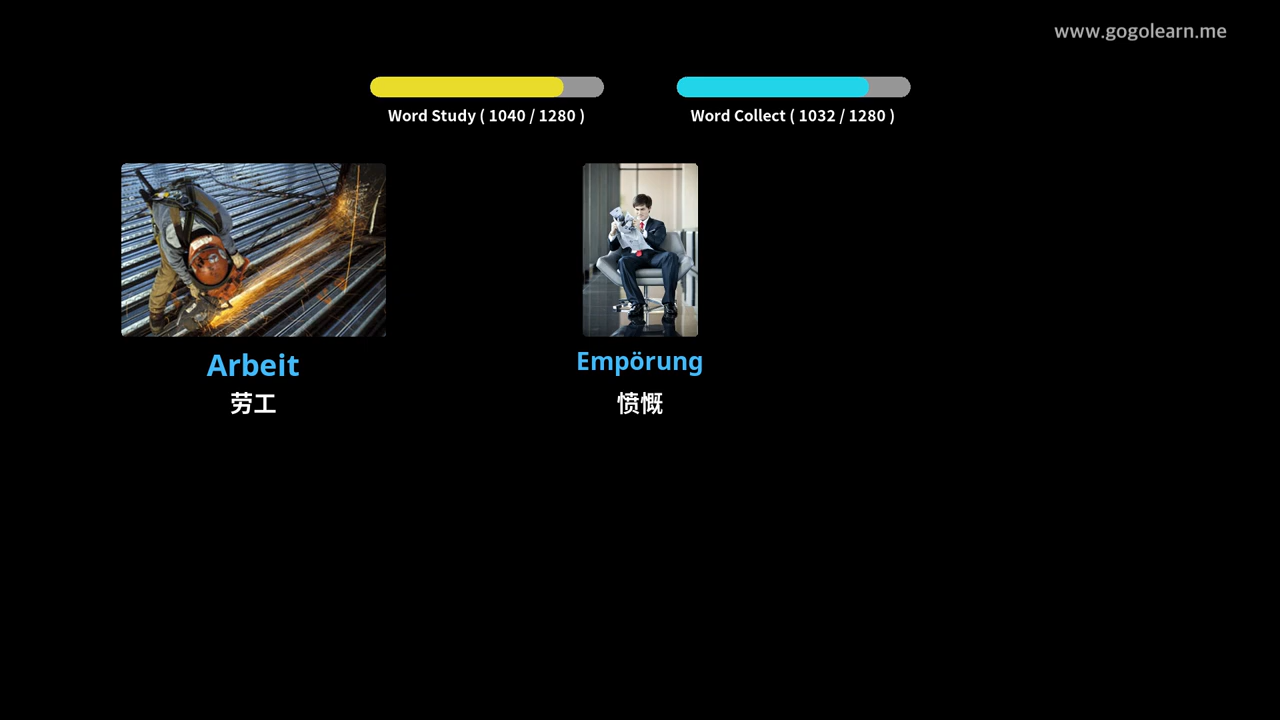 www.gogolearn.me
Word Study ( 1040 / 1280 )
Word Collect ( 1032 / 1280 )
Arbeit
劳工
Empörung
愤慨